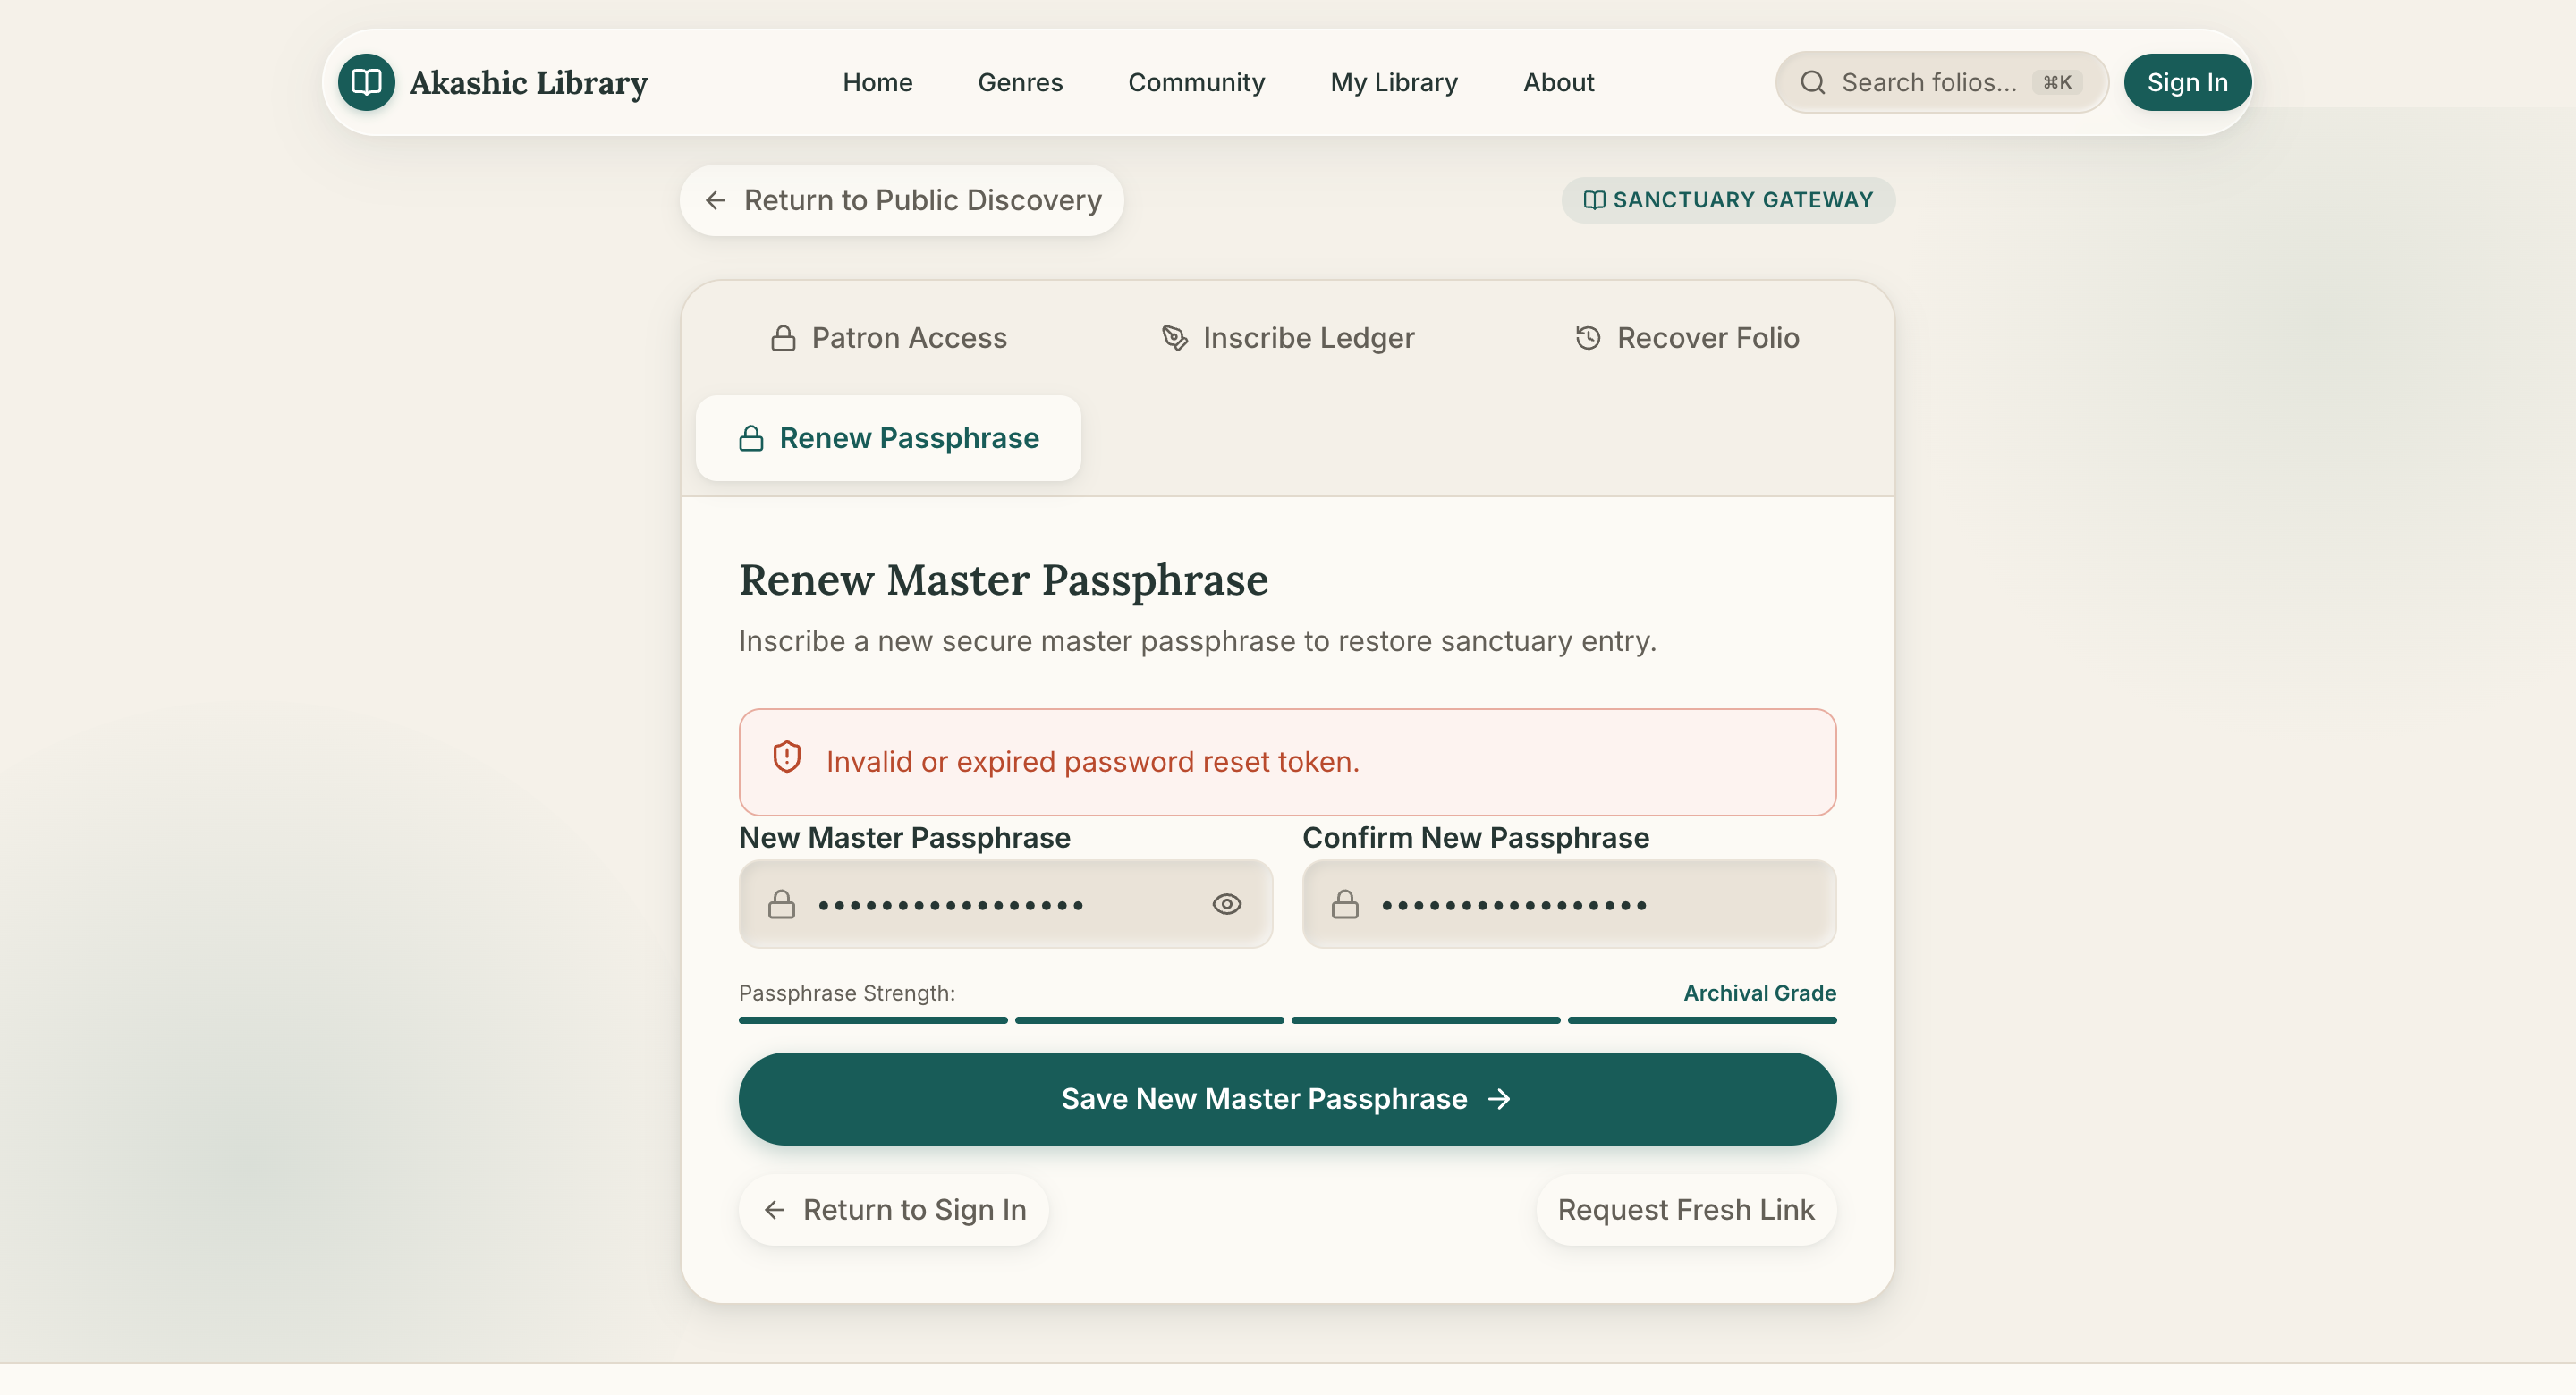 Akashic Library
Home Genres Community My Library About
Search folios... ⌘K
Sign In
Return to Public Discovery
SANCTUARY GATEWAY
Patron Access
Inscribe Ledger
Recover Folio
Renew Passphrase
Renew Master Passphrase
Inscribe a new secure master passphrase to restore sanctuary entry.
Invalid or expired password reset token.
New Master Passphrase
Confirm New Passphrase
Passphrase Strength:
Archival Grade
Save New Master Passphrase
Return to Sign In
Request Fresh Link